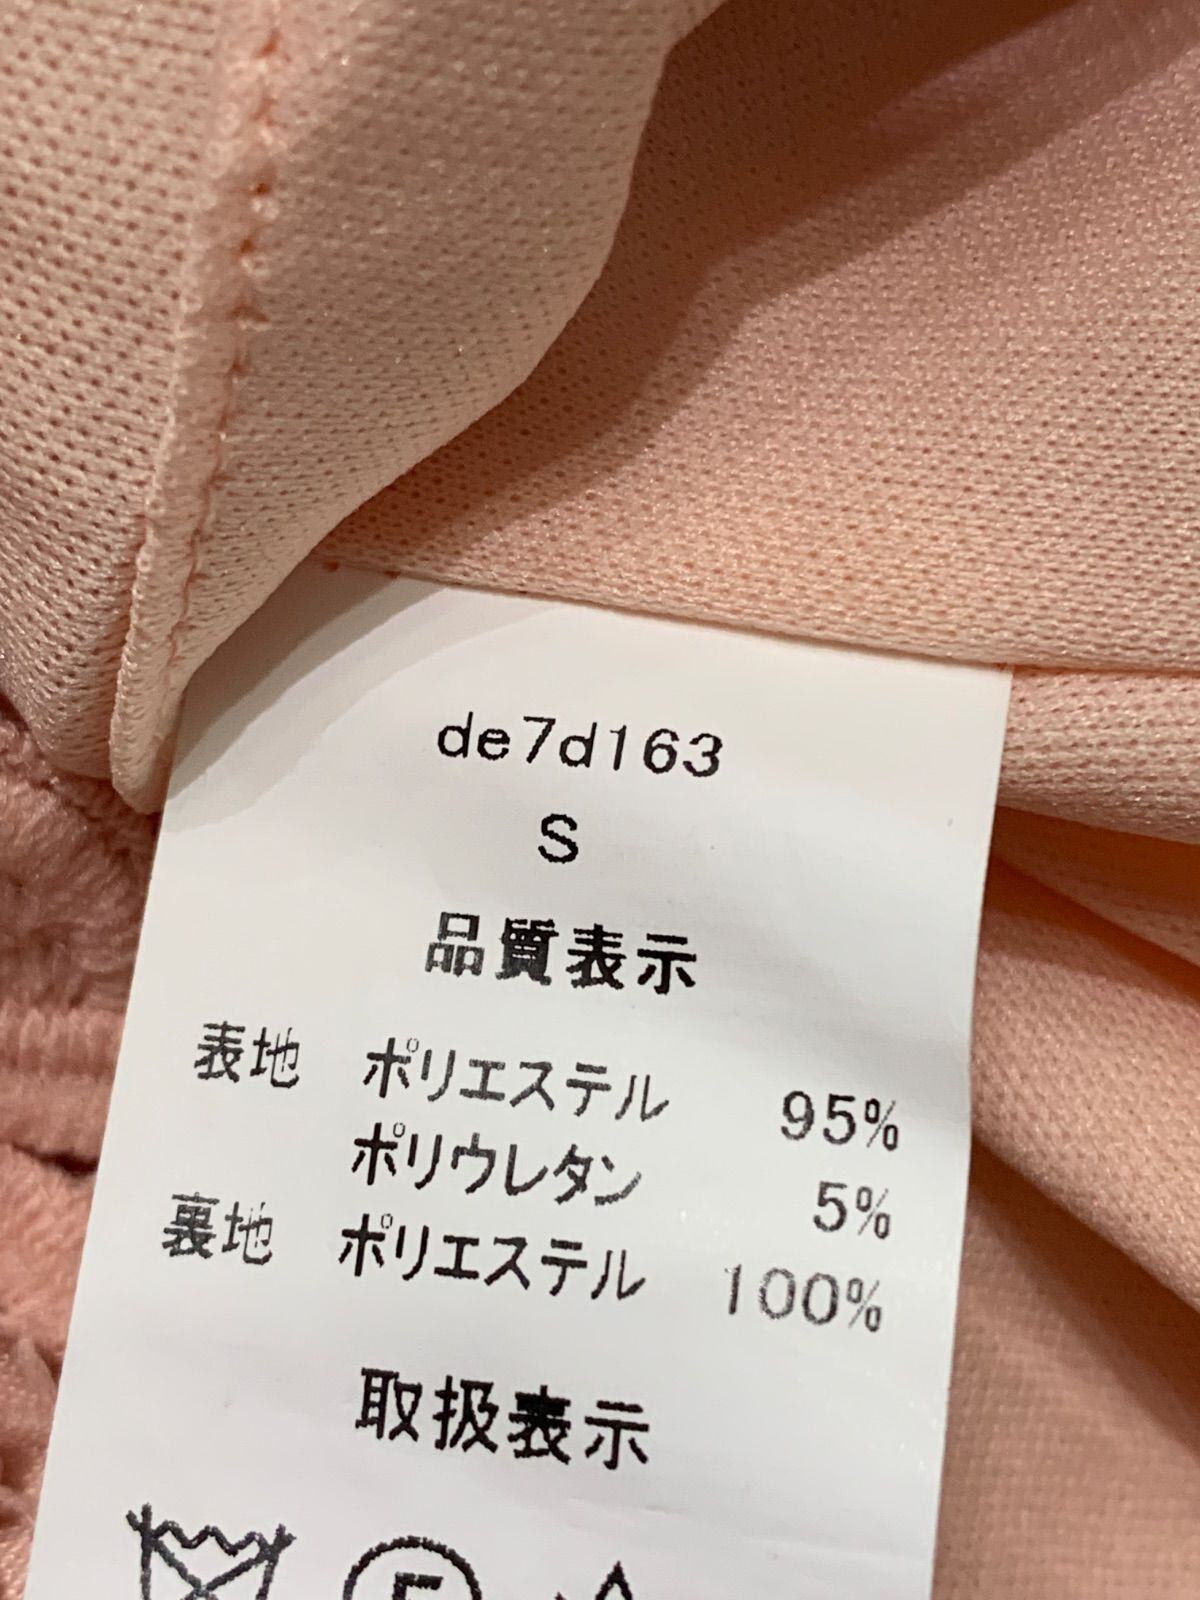 de7d163
S
品質表示
表地 ポリエステル 95%
ポリウレタン 5%
裏地 ポリエステル 100%
取扱表示